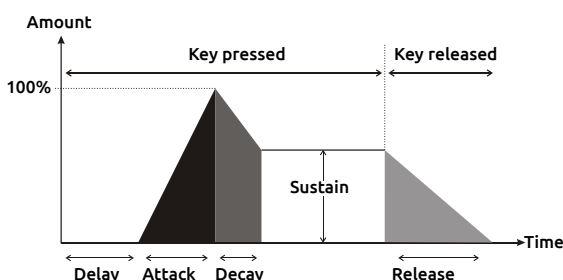 Amount
Key pressed
Key released
100%
Sustain
Time
Delay
Attack
Decay
Release